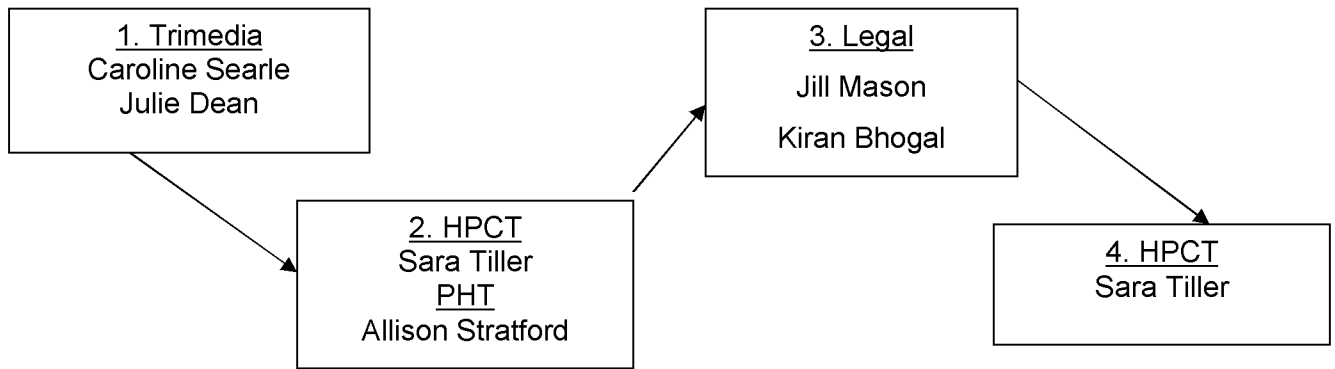 1. Trimedia
Caroline Searle
Julie Dean
2. HPCT
Sara Tiller
PHT
Allison Stratford
3. Legal
Jill Mason
Kiran Bhogal
4. HPCT
Sara Tiller